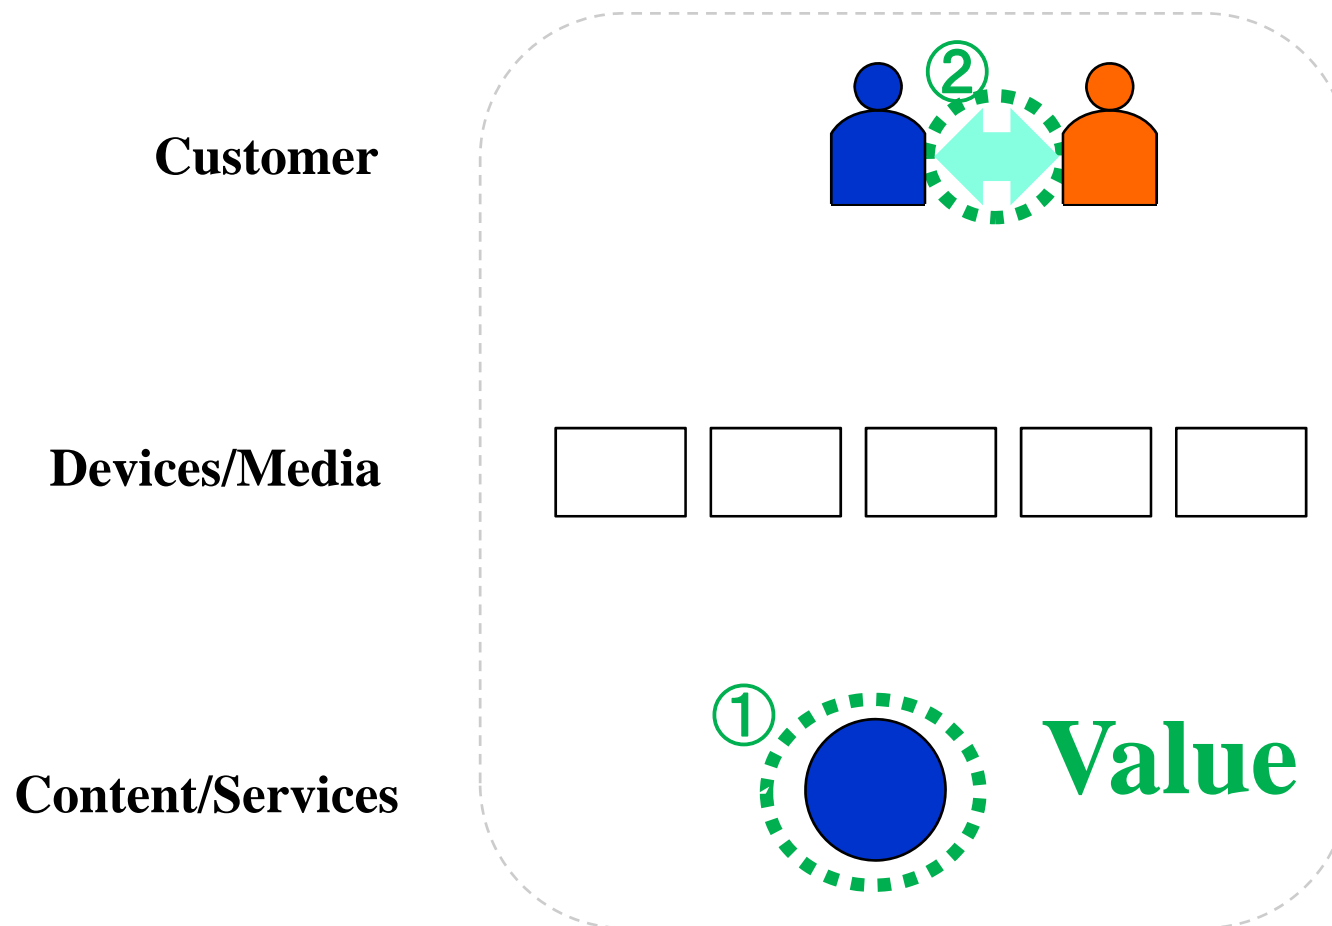 ②
Customer
Devices/Media
①
Value
Content/Services